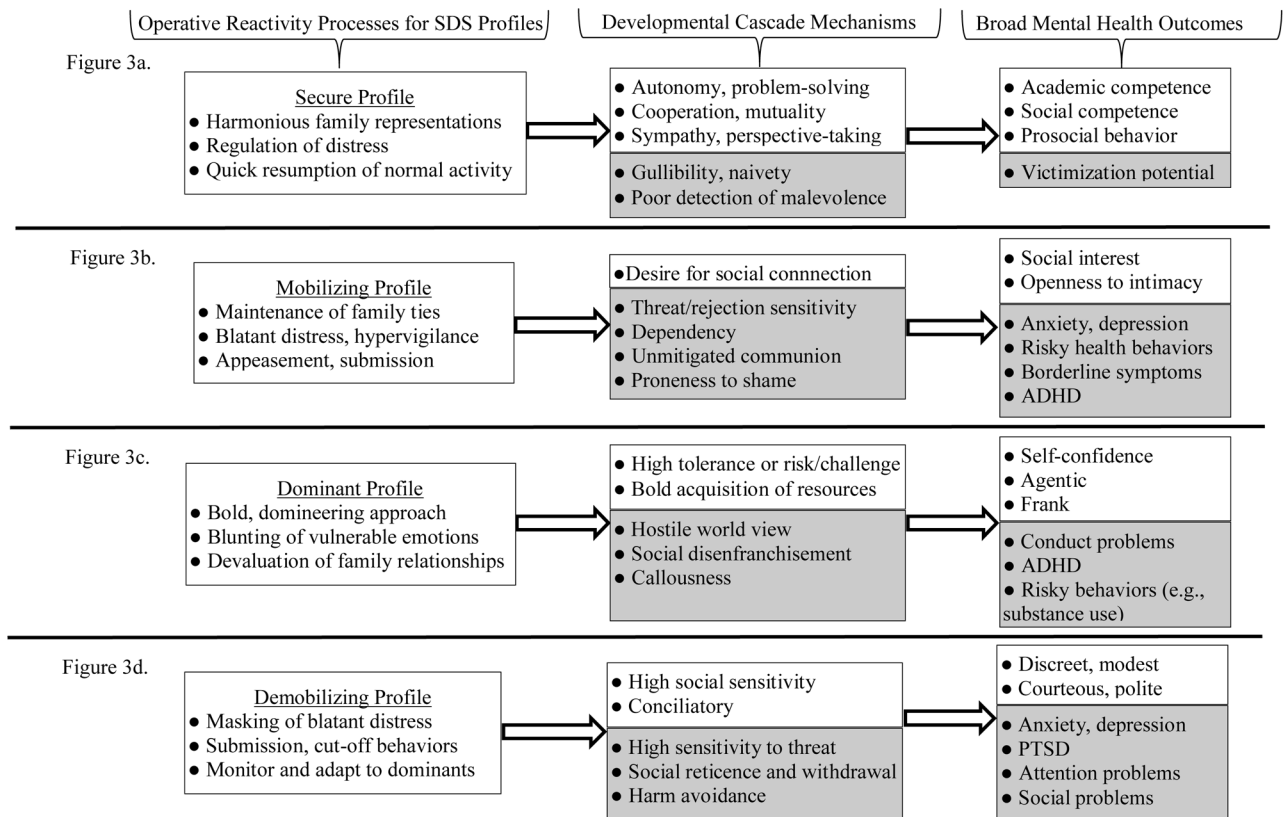 Operative Reactivity Processes for SDS Profiles
Developmental Cascade Mechanisms
Broad Mental Health Outcomes
Figure 3a.
Secure Profile
● Harmonious family representations
● Regulation of distress
● Quick resumption of normal activity
● Autonomy, problem-solving
● Cooperation, mutuality
● Sympathy, perspective-taking
● Gullibility, naivety
● Poor detection of malevolence
● Academic competence
● Social competence
● Prosocial behavior
● Victimization potential
Figure 3b.
Mobilizing Profile
● Maintenance of family ties
● Blatant distress, hypervigilance
● Appeasement, submission
●Desire for social connnection
● Threat/rejection sensitivity
● Dependency
● Unmitigated communion
● Proneness to shame
● Social interest
● Openness to intimacy
● Anxiety, depression
● Risky health behaviors
● Borderline symptoms
● ADHD
Figure 3c.
Dominant Profile
● Bold, domineering approach
● Blunting of vulnerable emotions
● Devaluation of family relationships
● High tolerance or risk/challenge
● Bold acquisition of resources
● Hostile world view
● Social disenfranchisement
● Callousness
● Self-confidence
● Agentic
● Frank
● Conduct problems
● ADHD
● Risky behaviors (e.g.,
substance use)
Figure 3d.
Demobilizing Profile
● Masking of blatant distress
● Submission, cut-off behaviors
● Monitor and adapt to dominants
● High social sensitivity
● Conciliatory
● High sensitivity to threat
● Social reticence and withdrawal
● Harm avoidance
● Discreet, modest
● Courteous, polite
● Anxiety, depression
● PTSD
● Attention problems
● Social problems